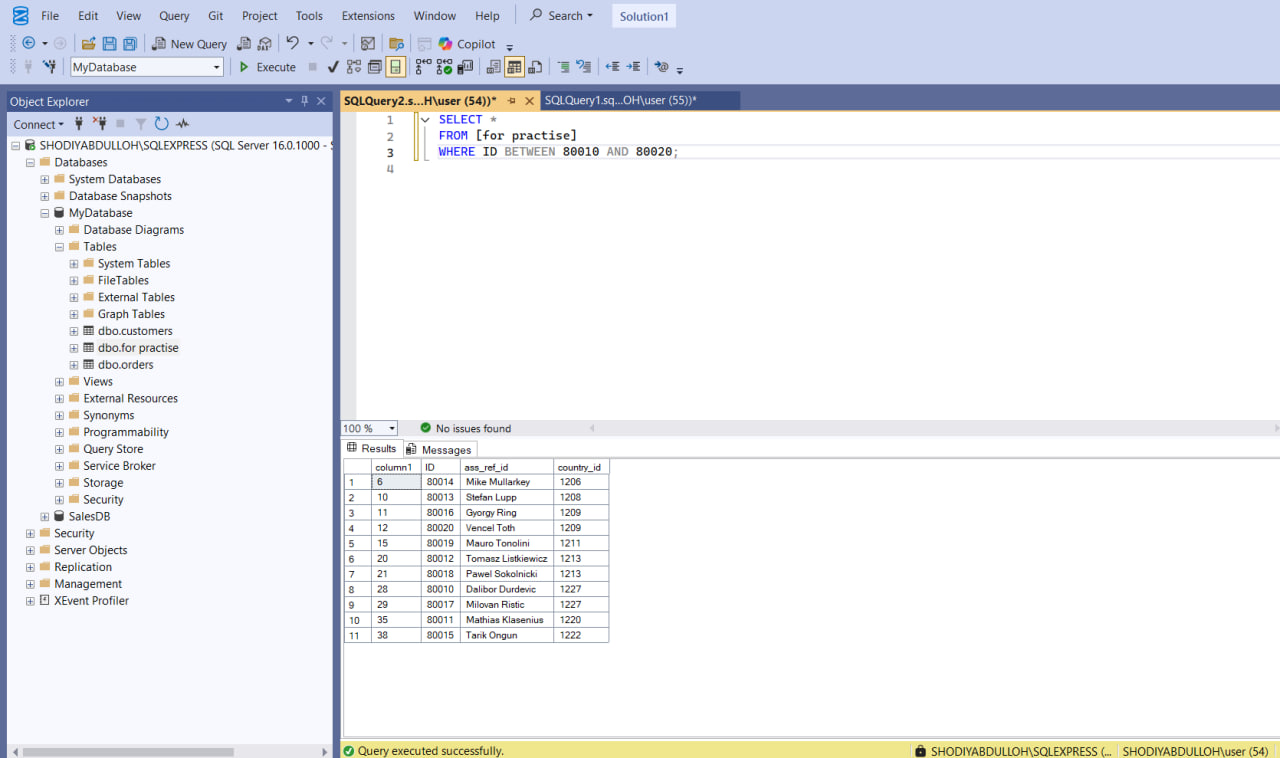 File Edit View Query Git Project Tools Extensions Window Help Search Solution1
New Query Copilot
MyDatabase Execute
Object Explorer
Connect
SHODIYABDULLOH\SQLEXPRESS (SQL Server 16.0.1000 - S
Databases
System Databases
Database Snapshots
MyDatabase
Database Diagrams
Tables
System Tables
FileTables
External Tables
Graph Tables
dbo.customers
dbo.for practise
dbo.orders
Views
External Resources
Synonyms
Programmability
Query Store
Service Broker
Storage
Security
SalesDB
Security
Server Objects
Replication
Management
XEvent Profiler
SQLQuery2.s...H\user (54))* SQLQuery1.sq...OH\user (55))*
1 SELECT *
2 FROM [for practise]
3 WHERE ID BETWEEN 80010 AND 80020;
4
100 % No issues found
Results Messages
column1 ID ass_ref_id country_id
1 6 80014 Mike Mullarkey 1206
2 10 80013 Stefan Lupp 1208
3 11 80016 Gyorgy Ring 1209
4 12 80020 Vencel Toth 1209
5 15 80019 Mauro Tonolini 1211
6 20 80012 Tomasz Listkiewicz 1213
7 21 80018 Pawel Sokolnicki 1213
8 28 80010 Dalibor Durdevic 1227
9 29 80017 Milovan Ristic 1227
10 35 80011 Mathias Klasenius 1220
11 38 80015 Tarik Ongun 1222
Query executed successfully. SHODIYABDULLOH\SQLEXPRESS (... SHODIYABDULLOH\user (54)